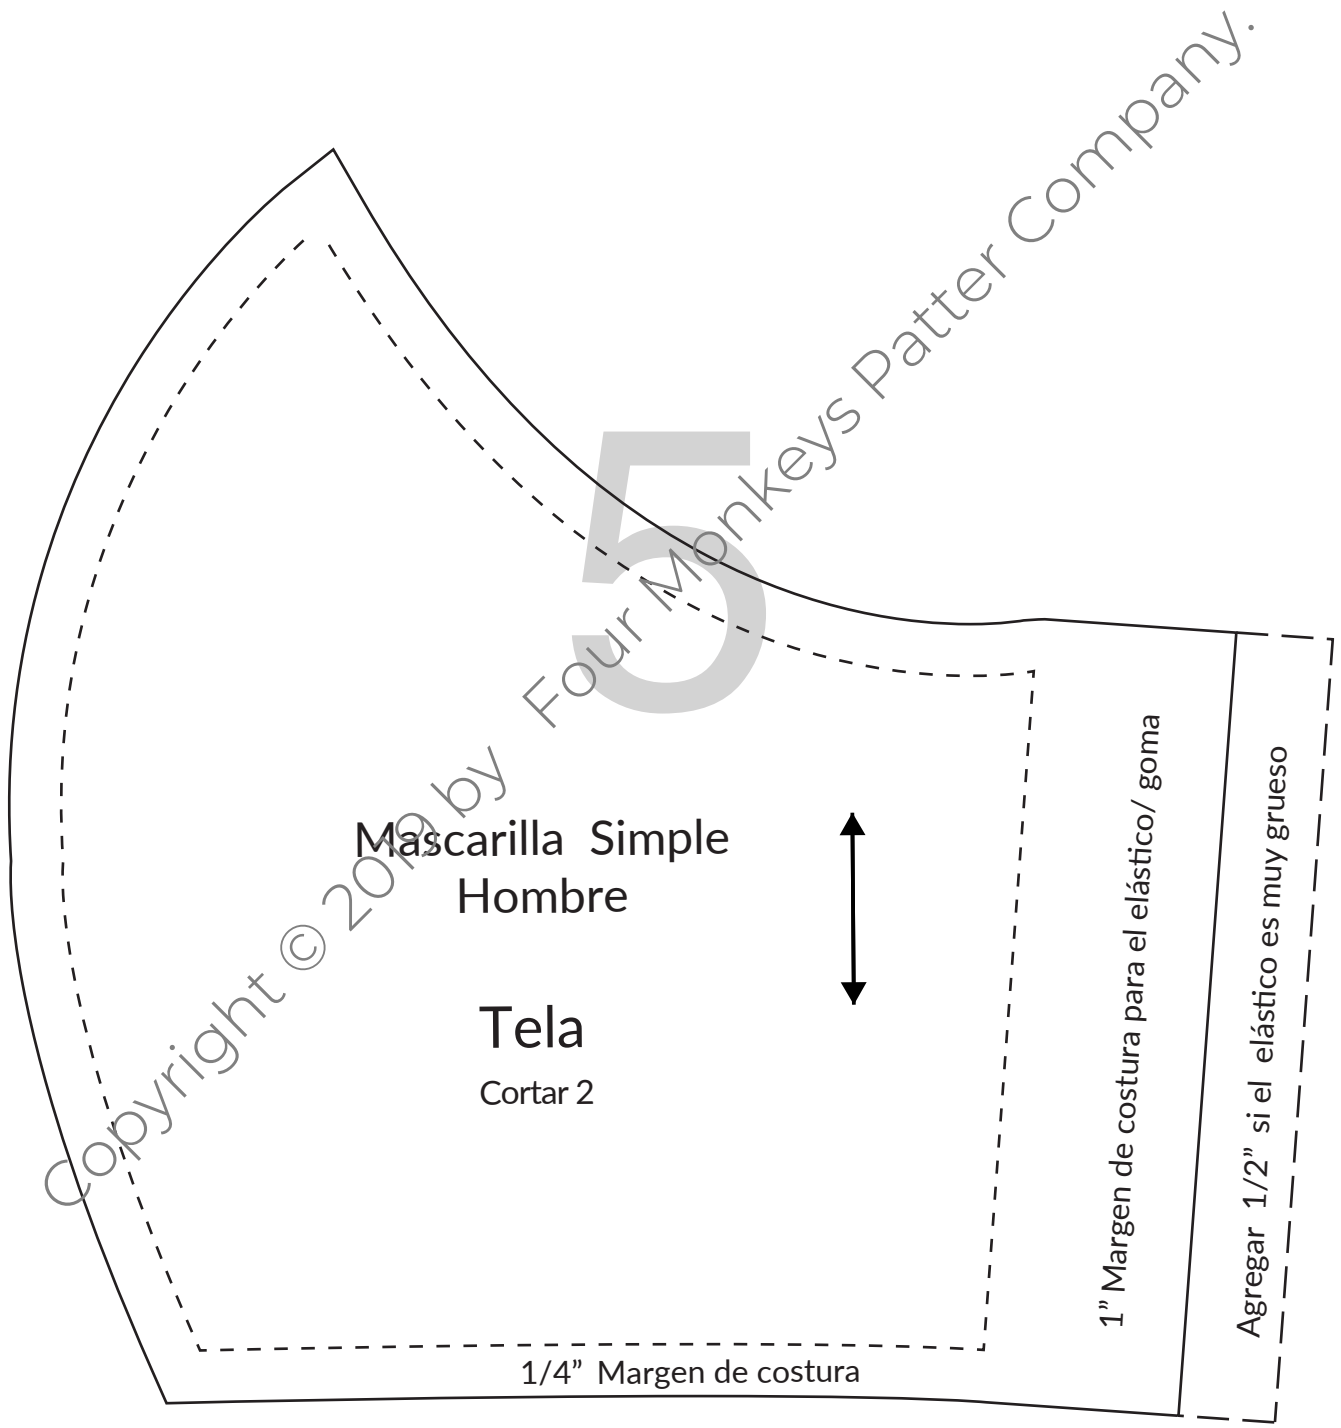 Copyright © 2019 by Four Monkeys Patter Company.
5
Mascarilla Simple
Hombre
Tela
Cortar 2
1/4” Margen de costura
1” Margen de costura para el elástico/ goma
Agregar 1/2” si el elástico es muy grueso